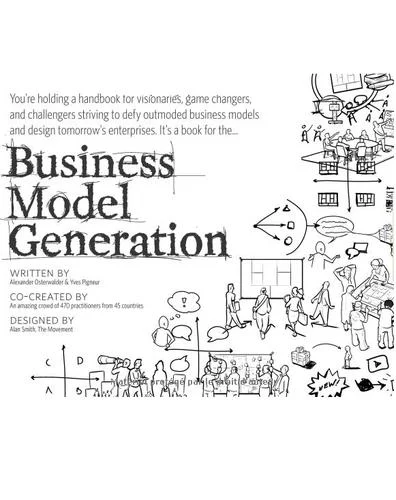 You're holding a handbook for visionaries, game changers,
and challengers striving to defy outmoded business models
and design tomorrow's enterprises. It's a book for the...
Business
Model
Generation
WRITTEN BY
Alexander Osterwalder & Yves Pigneur
CO-CREATED BY
An amazing crowd of 470 practitioners from 45 countries
DESIGNED BY
Alan Smith, The Movement
C D
A B
NEW!